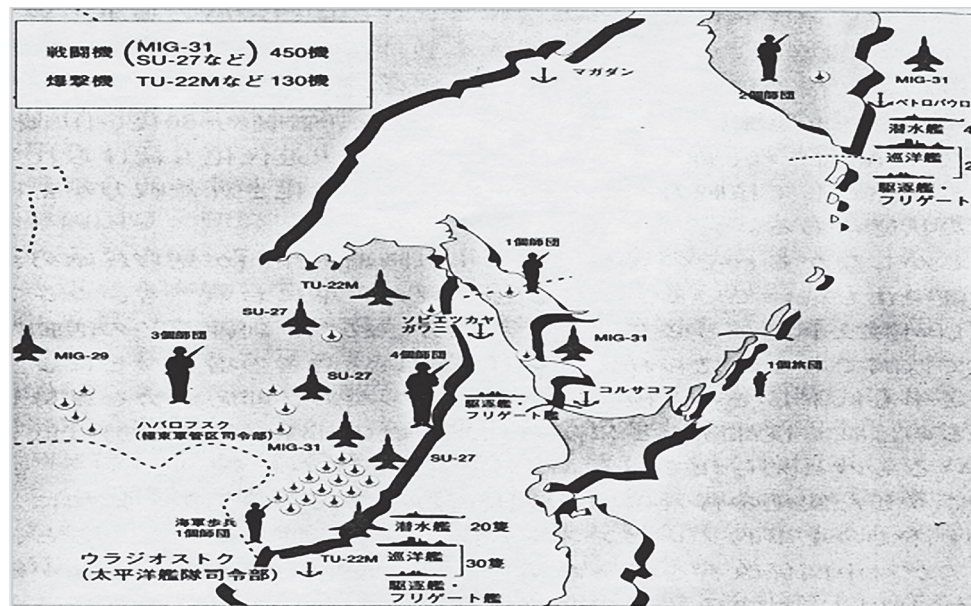 戦闘機(MIG-31
SU-27など)450機
爆撃機 TU-22Mなど 130機
マガダン
2個師団
MIG-31
ペトロパウロ
潜水艦 4
巡洋艦
2
駆逐艦・
フリゲート艦
1個師団
TU-22M
SU-27
ソビエツカヤ
ガワニ
MIG-29
3個師団
4個師団
MIG-31
SU-27
1個旅団
コルサコフ
駆逐艦・
フリゲート艦
ハバロフスク
(極東軍管区司令部)
MIG-31
SU-27
海軍歩兵
1個師団
潜水艦 20隻
ウラジオストク
(太平洋艦隊司令部)
TU-22M
巡洋艦
30隻
駆逐艦・
フリゲート艦